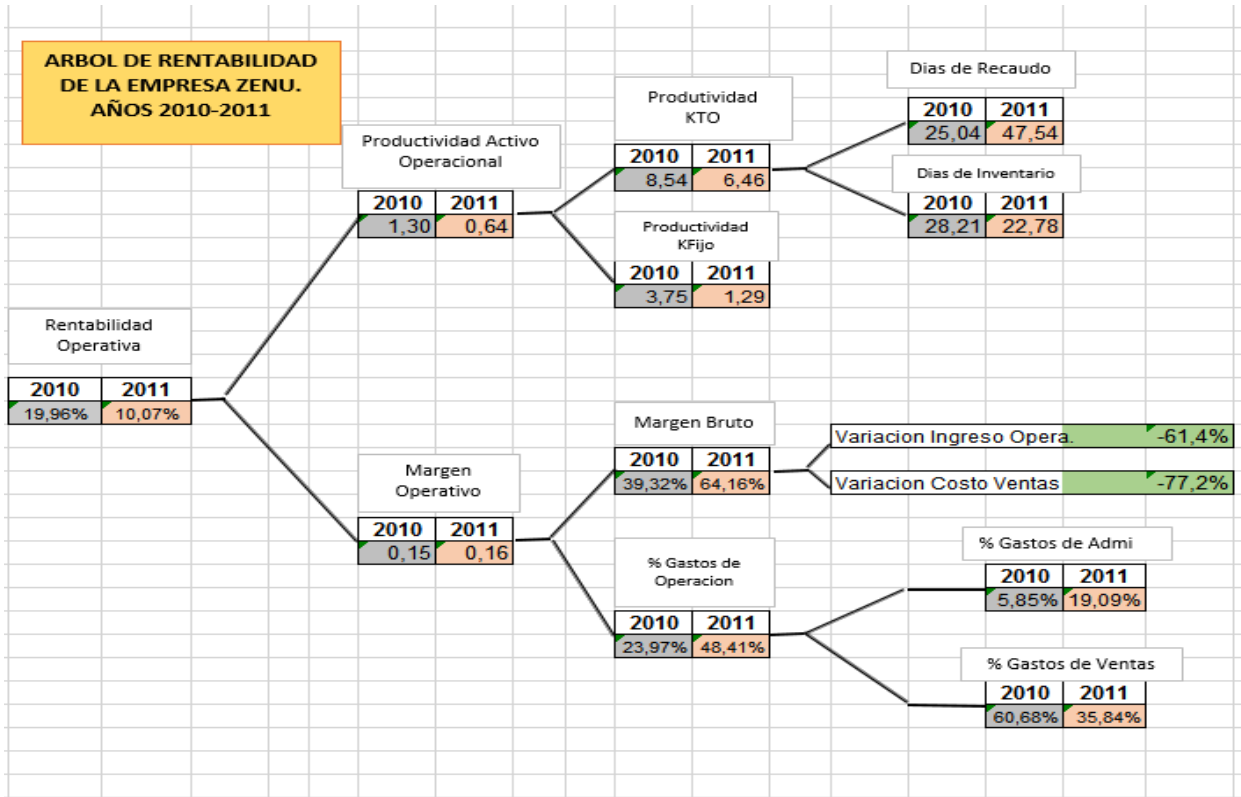 ARBOL DE RENTABILIDAD
DE LA EMPRESA ZENU.
AÑOS 2010-2011
Rentabilidad
Operativa
2010 2011
19,96% 10,07%
Productividad Activo
Operacional
2010 2011
1,30 0,64
Margen
Operativo
2010 2011
0,15 0,16
Produtividad
KTO
2010 2011
8,54 6,46
Productividad
KFijo
2010 2011
3,75 1,29
Margen Bruto
2010 2011
39,32% 64,16%
% Gastos de
Operacion
2010 2011
23,97% 48,41%
Dias de Recaudo
2010 2011
25,04 47,54
Dias de Inventario
2010 2011
28,21 22,78
Variacion Ingreso Opera. -61,4%
Variacion Costo Ventas -77,2%
% Gastos de Admi
2010 2011
5,85% 19,09%
% Gastos de Ventas
2010 2011
60,68% 35,84%